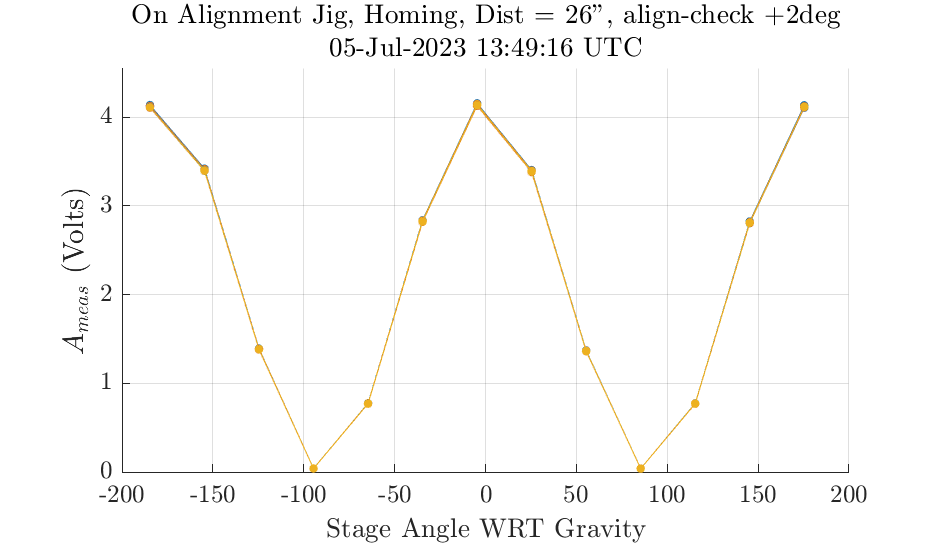 On Alignment Jig, Homing, Dist = 26”, align-check +2deg
05-Jul-2023 13:49:16 UTC
A_meas (Volts)
4
3
2
1
0
-200 -150 -100 -50 0 50 100 150 200
Stage Angle WRT Gravity